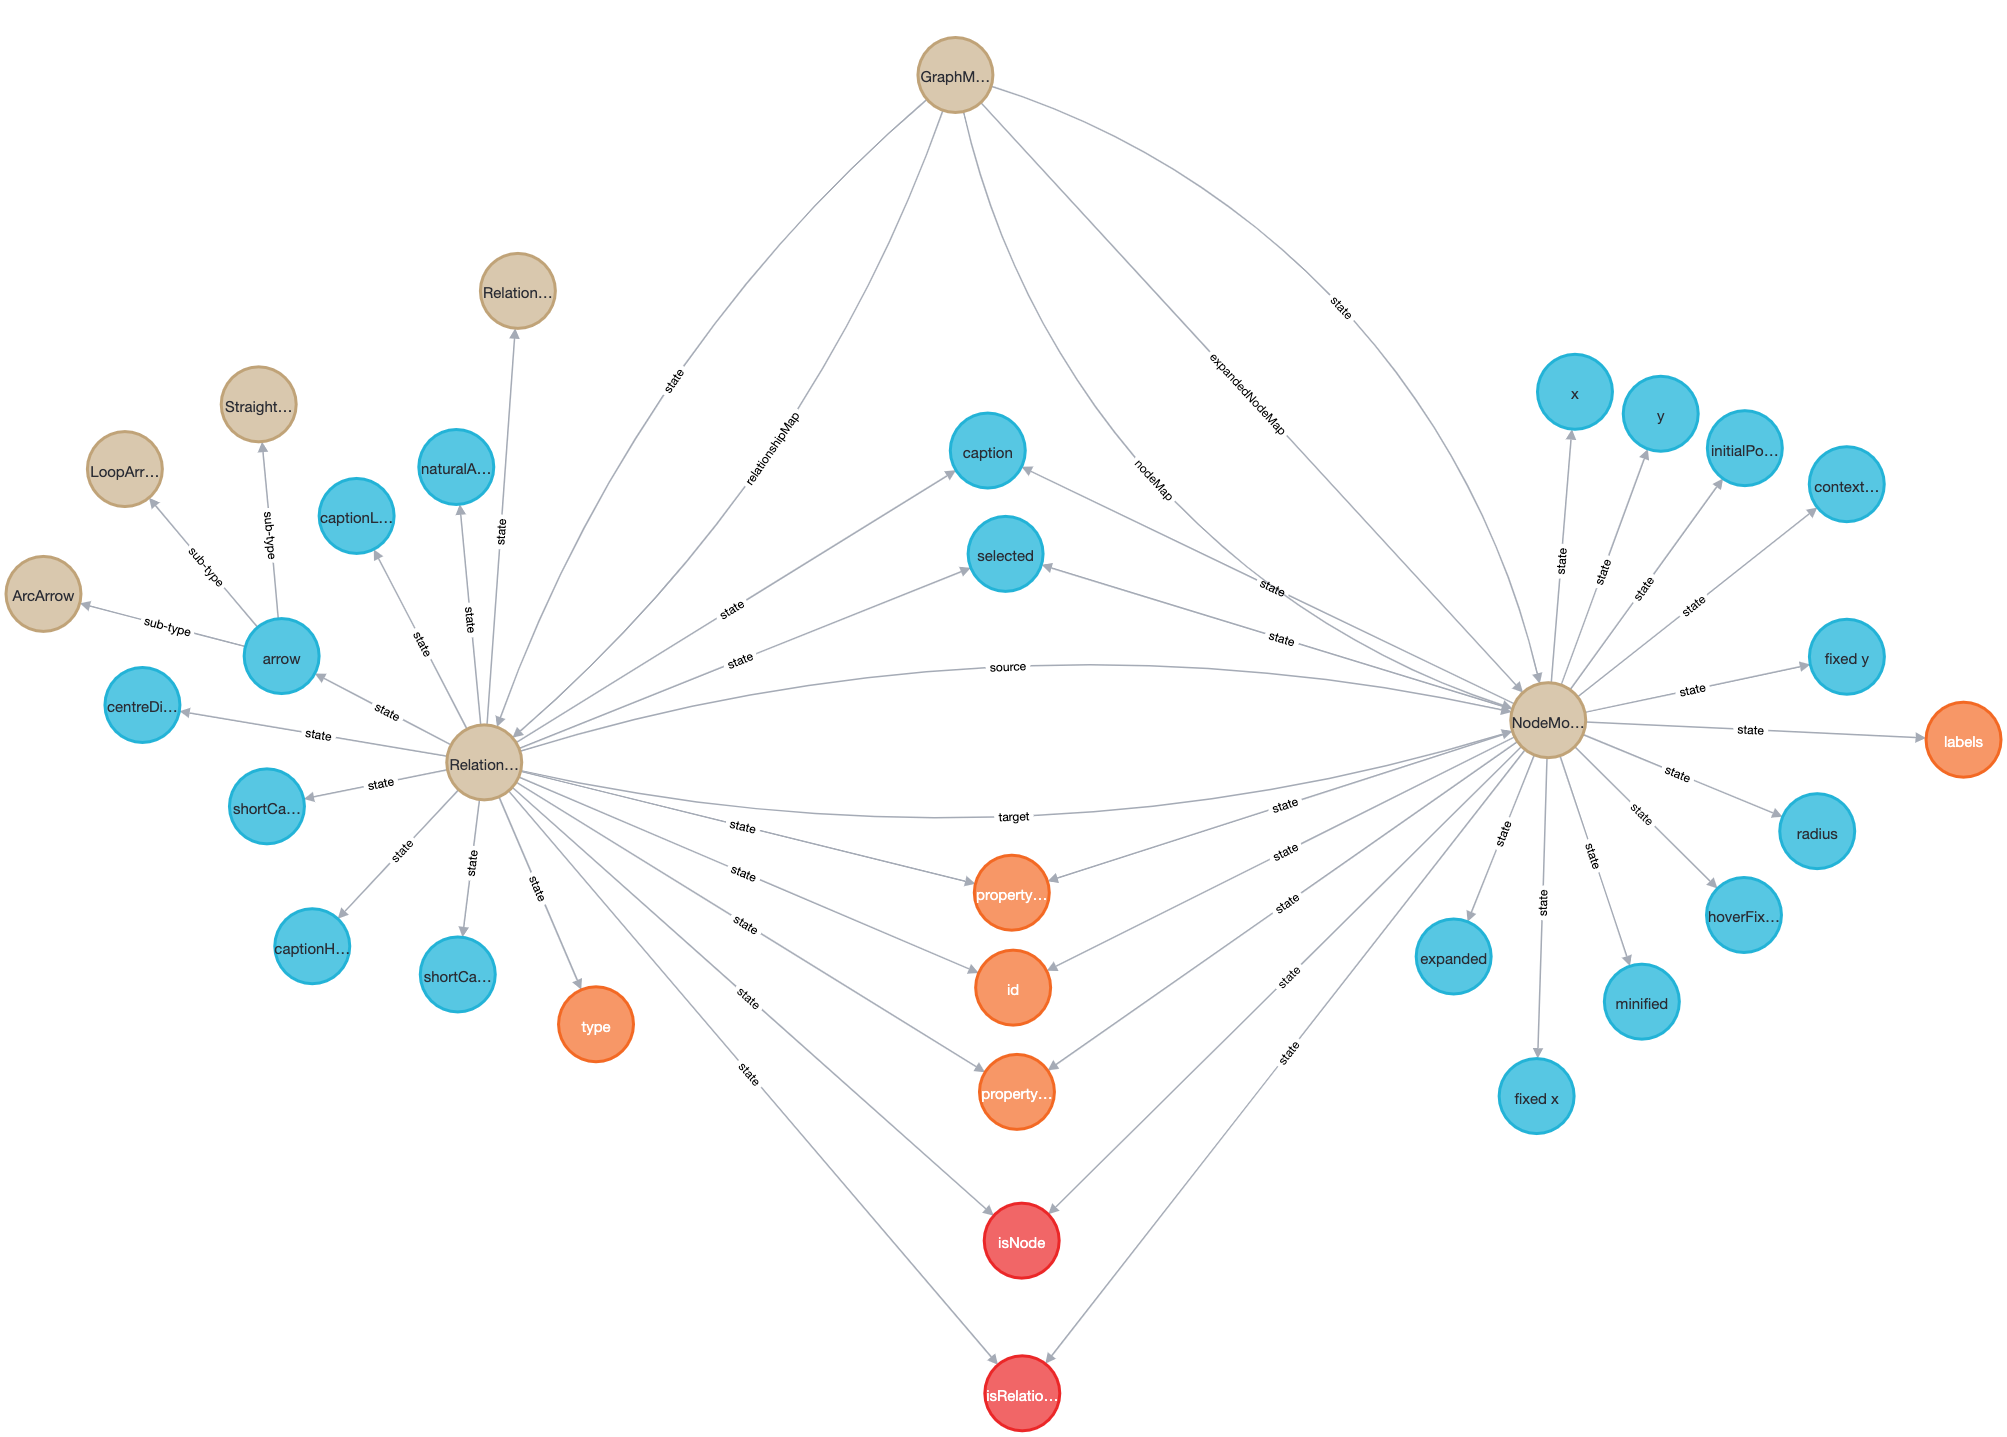 GraphM…
state
Relation…
state
expandedNodeMap
x
Straight…
y
relationshipMap
caption
initialPo…
LoopArr…
naturalA…
nodeMap
context…
captionL…
sub-type
state
selected
state
sub-type
state
state
ArcArrow
state
state
state
state
state
sub-type
state
state
state
arrow
state
fixed y
source
state
centreDi…
state
state
NodeMo…
state
labels
Relation…
state
state
shortCa…
state
target
state
state
radius
state
state
state
state
state
state
state
property…
state
state
state
hoverFix…
captionH…
state
expanded
shortCa…
state
state
id
state
minified
type
state
state
property…
fixed x
isNode
isRelatio…